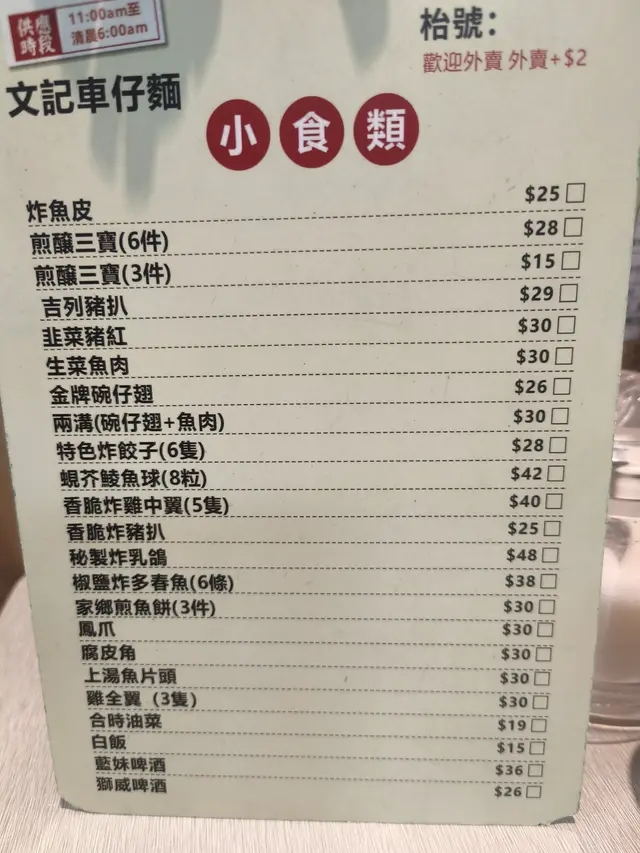 供應時段
11:00am至
清晨6:00am
枱號：
歡迎外賣 外賣+$2
文記車仔麵
小食類
炸魚皮 $25
煎釀三寶(6件) $28
煎釀三寶(3件) $15
吉列豬扒 $29
韭菜豬紅 $30
生菜魚肉 $30
金牌碗仔翅 $26
兩溝(碗仔翅+魚肉) $30
特色炸餃子(6隻) $28
蜆芥鯪魚球(8粒) $42
香脆炸雞中翼(5隻) $40
香脆炸豬扒 $25
秘製炸乳鴿 $48
椒鹽炸多春魚(6條) $38
家鄉煎魚餅(3件) $30
鳳爪 $30
腐皮角 $30
上湯魚片頭 $30
雞全翼（3隻） $30
合時油菜 $19
白飯 $15
藍妹啤酒 $36
獅威啤酒 $26